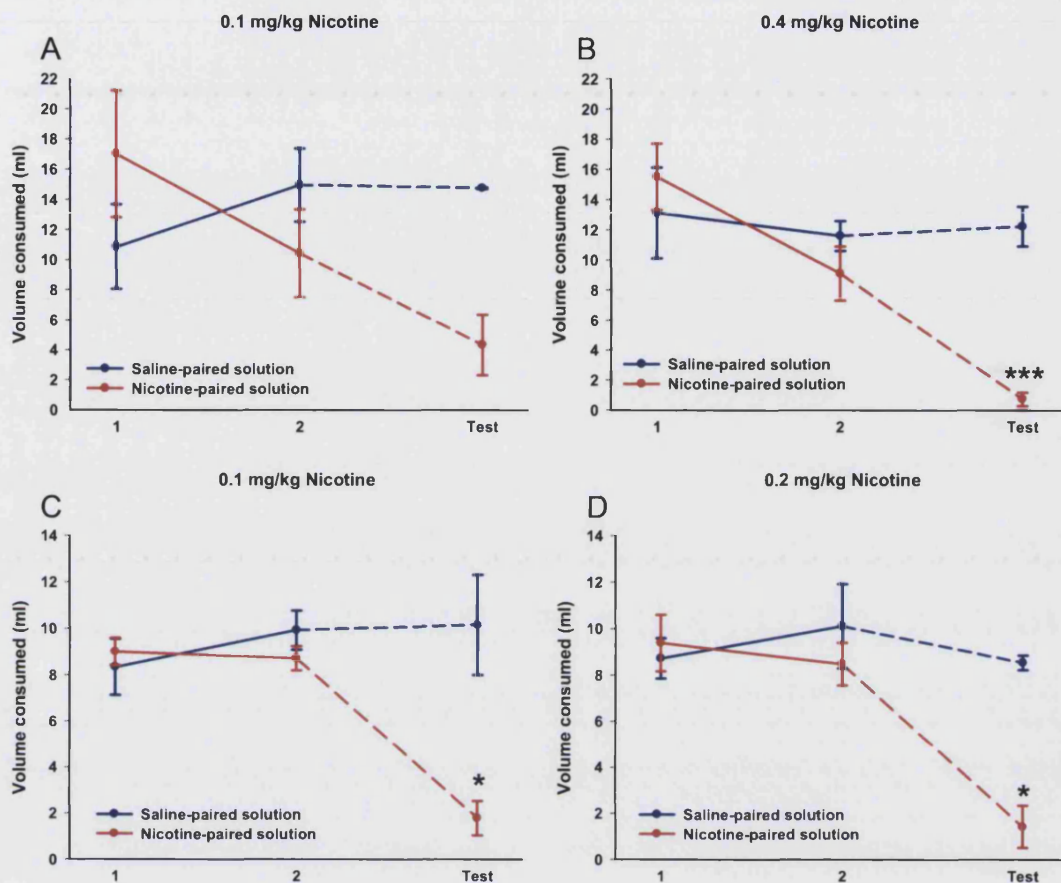 0.1 mg/kg Nicotine
A
Volume consumed (ml)
22
20
18
16
14
12
10
8
6
4
2
0
Saline-paired solution
Nicotine-paired solution
1
2
Test
0.4 mg/kg Nicotine
B
Volume consumed (ml)
22
20
18
16
14
12
10
8
6
4
2
0
Saline-paired solution
Nicotine-paired solution
***
1
2
Test
0.1 mg/kg Nicotine
C
Volume consumed (ml)
14
12
10
8
6
4
2
0
Saline-paired solution
Nicotine-paired solution
*
1
2
Test
0.2 mg/kg Nicotine
D
Volume consumed (ml)
14
12
10
8
6
4
2
0
Saline-paired solution
Nicotine-paired solution
*
1
2
Test